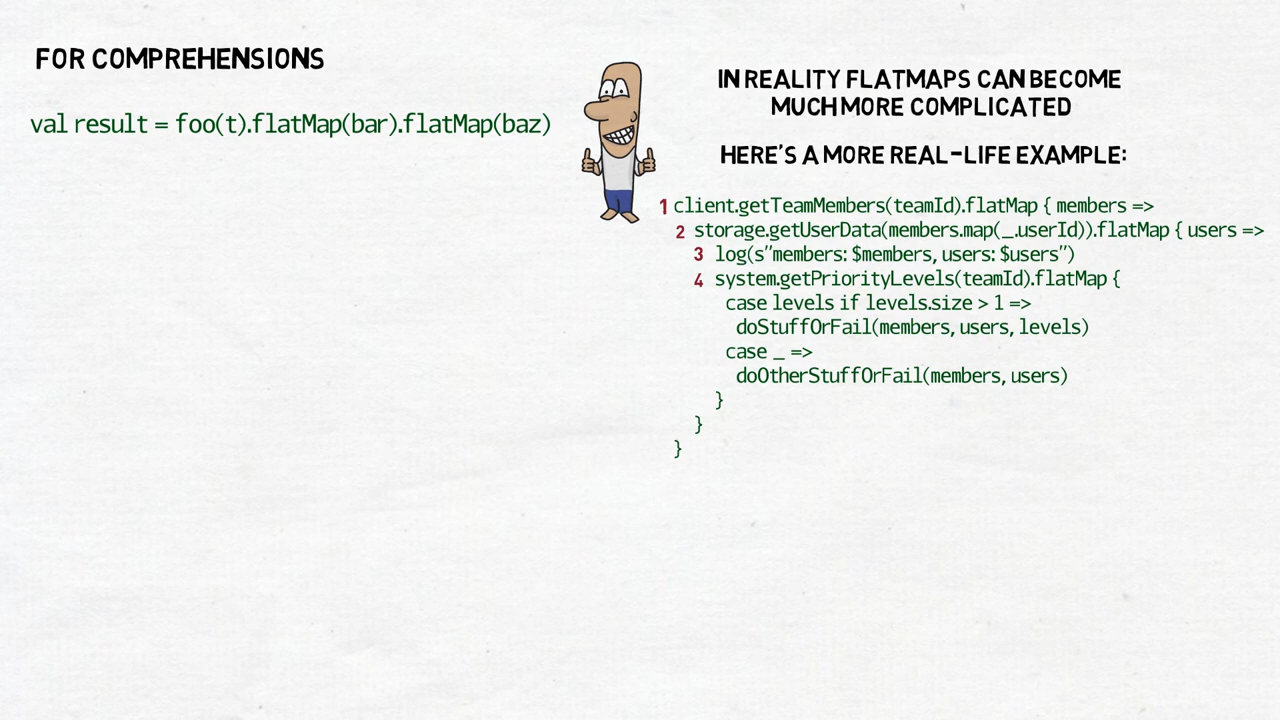 FOR COMPREHENSIONS
val result = foo(t).flatMap(bar).flatMap(baz)
IN REALITY FLATMAPS CAN BECOME
MUCH MORE COMPLICATED
HERE'S A MORE REAL-LIFE EXAMPLE:
1 client.getTeamMembers(teamId).flatMap { members =>
2 storage.getUserData(members.map(_.userId)).flatMap { users =>
3 log(s"members: $members, users: $users")
4 system.getPriorityLevels(teamId).flatMap {
case levels if levels.size > 1 =>
doStuffOrFail(members, users, levels)
case _ =>
doOtherStuffOrFail(members, users)
}
}
}